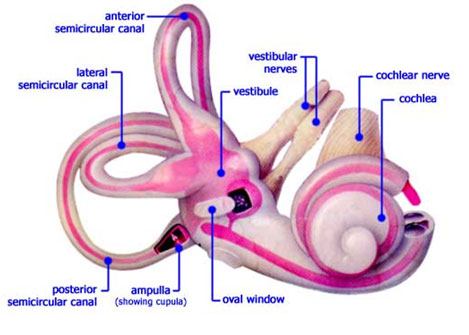 anterior
semicircular canal
lateral
semicircular canal
vestibular
nerves
vestibule
cochlear nerve
cochlea
posterior
semicircular canal
ampulla
(showing cupula)
oval window